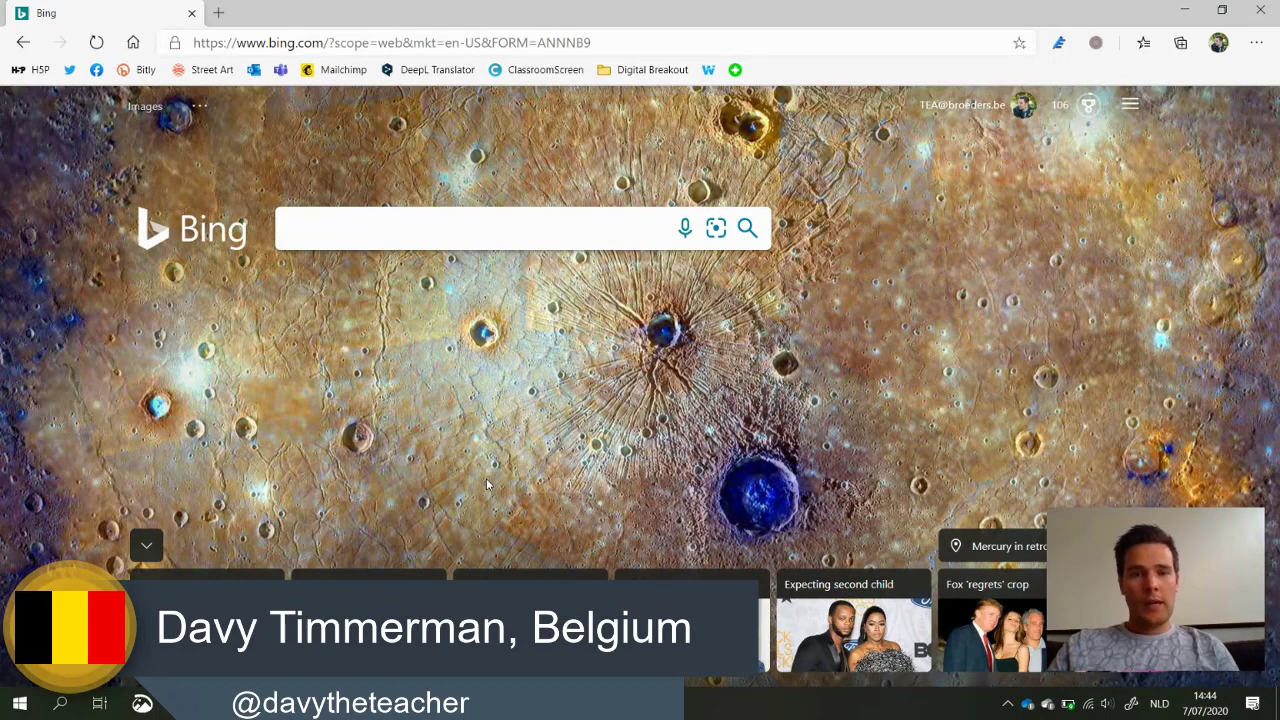 Bing
https://www.bing.com/?scope=web&mkt=en-US&FORM=ANNNB9
H-P H5P
Bitly
Street Art
Mailchimp
DeepL Translator
ClassroomScreen
Digital Breakout
Images
TEA@broeders.be
106
Bing
Mercury in retro
Expecting second child
Fox 'regrets' crop
Davy Timmerman, Belgium
@davytheteacher
NLD
14:44
7/07/2020